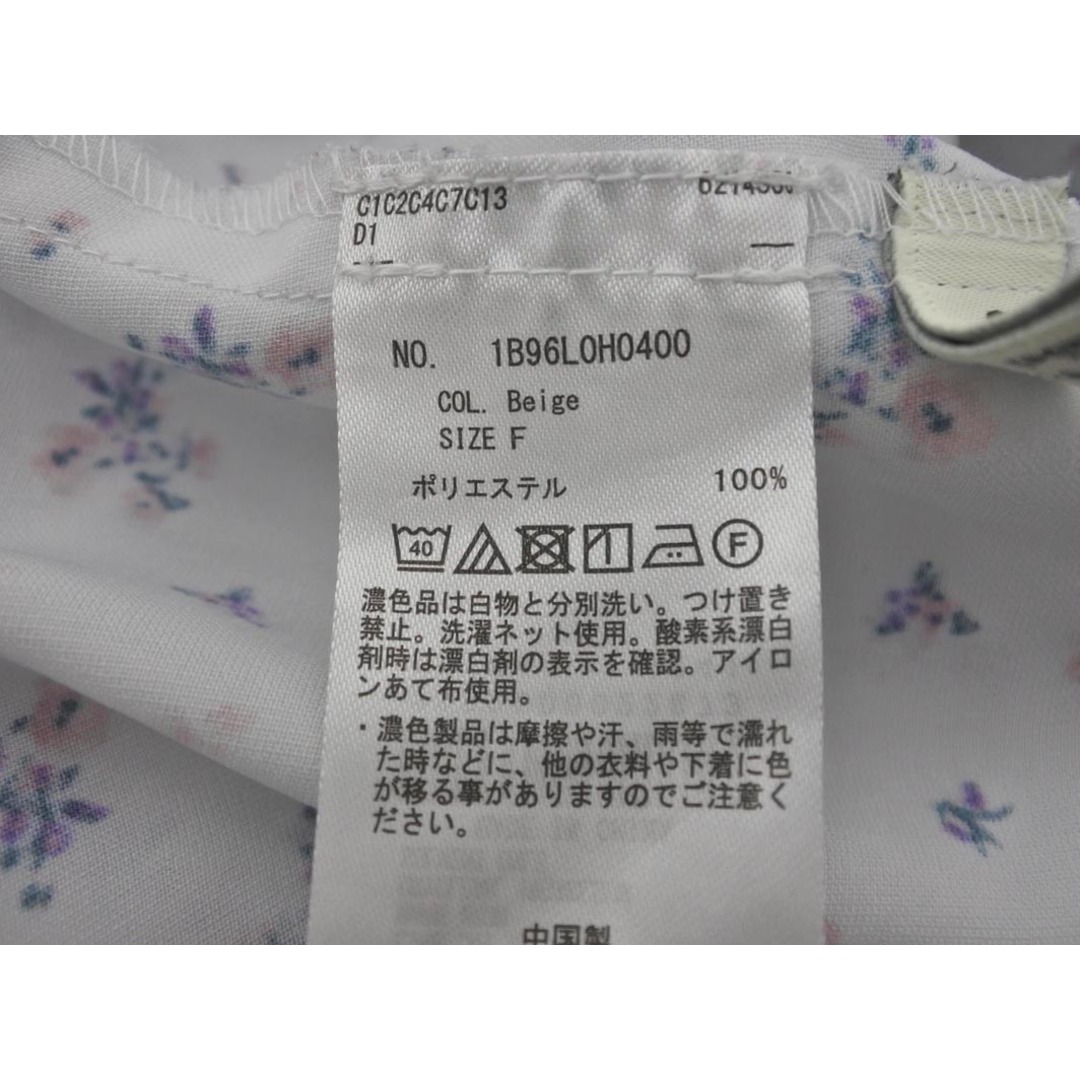 C1C2C4C7C13
D1
NO. 1B96L0H0400
COL. Beige
SIZE F
ポリエステル 100%
40 F
濃色品は白物と分別洗い。つけ置き
禁止。洗濯ネット使用。酸素系漂白
剤時は漂白剤の表示を確認。アイロ
ンあて布使用。
・濃色製品は摩擦や汗、雨等で濡れ
た時などに、他の衣料や下着に色
が移る事がありますのでご注意く
ださい。
中国製